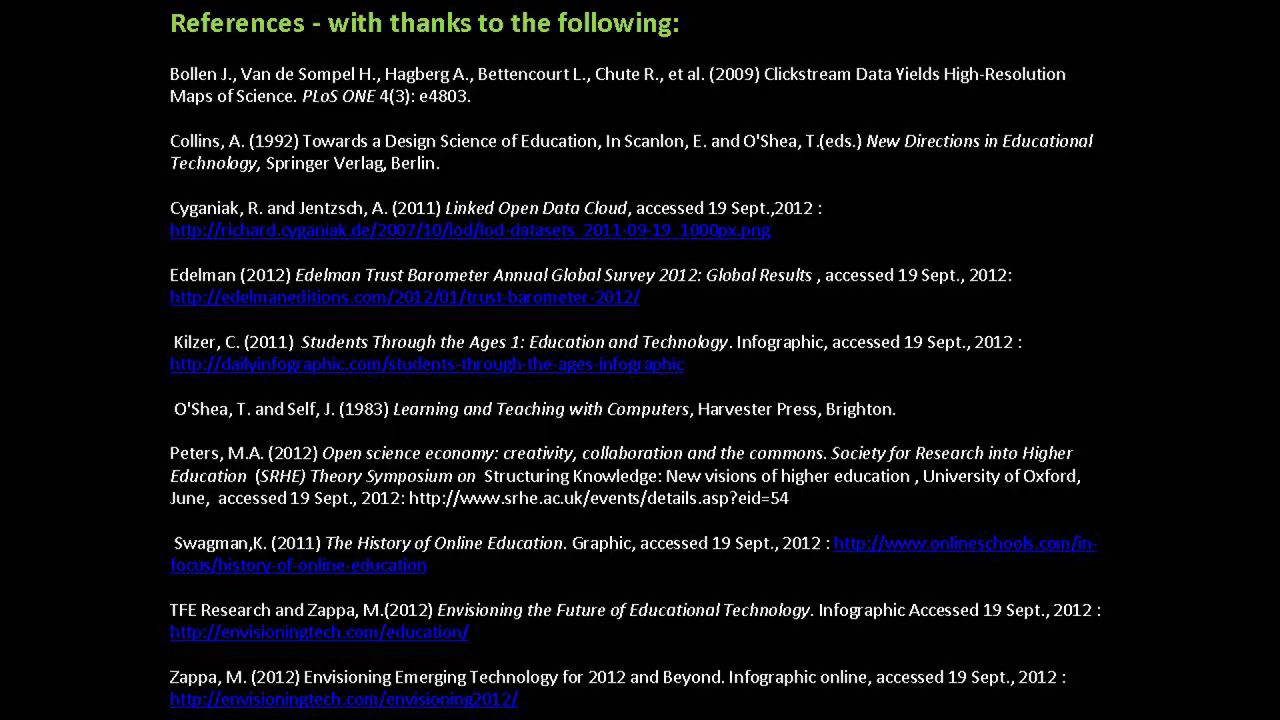 References - with thanks to the following:
Bollen J., Van de Sompel H., Hagberg A., Bettencourt L., Chute R., et al. (2009) Clickstream Data Yields High-Resolution
Maps of Science. PLoS ONE 4(3): e4803.
Collins, A. (1992) Towards a Design Science of Education, In Scanlon, E. and O'Shea, T.(eds.) New Directions in Educational
Technology, Springer Verlag, Berlin.
Cyganiak, R. and Jentzsch, A. (2011) Linked Open Data Cloud, accessed 19 Sept.,2012 :
http://richard.cyganiak.de/2007/10/lod/lod-datasets_2011-09-19_1000px.png
Edelman (2012) Edelman Trust Barometer Annual Global Survey 2012: Global Results , accessed 19 Sept., 2012:
http://edelmaneditions.com/2012/01/trust-barometer-2012/
Kilzer, C. (2011) Students Through the Ages 1: Education and Technology. Infographic, accessed 19 Sept., 2012 :
http://dailyinfographic.com/students-through-the-ages-infographic
O'Shea, T. and Self, J. (1983) Learning and Teaching with Computers, Harvester Press, Brighton.
Peters, M.A. (2012) Open science economy: creativity, collaboration and the commons. Society for Research into Higher
Education (SRHE) Theory Symposium on Structuring Knowledge: New visions of higher education , University of Oxford,
June, accessed 19 Sept., 2012: http://www.srhe.ac.uk/events/details.asp?eid=54
Swagman,K. (2011) The History of Online Education. Graphic, accessed 19 Sept., 2012 : http://www.onlineschools.com/in-
focus/history-of-online-education
TFE Research and Zappa, M.(2012) Envisioning the Future of Educational Technology. Infographic Accessed 19 Sept., 2012 :
http://envisioningtech.com/education/
Zappa, M. (2012) Envisioning Emerging Technology for 2012 and Beyond. Infographic online, accessed 19 Sept., 2012 :
http://envisioningtech.com/envisioning2012/